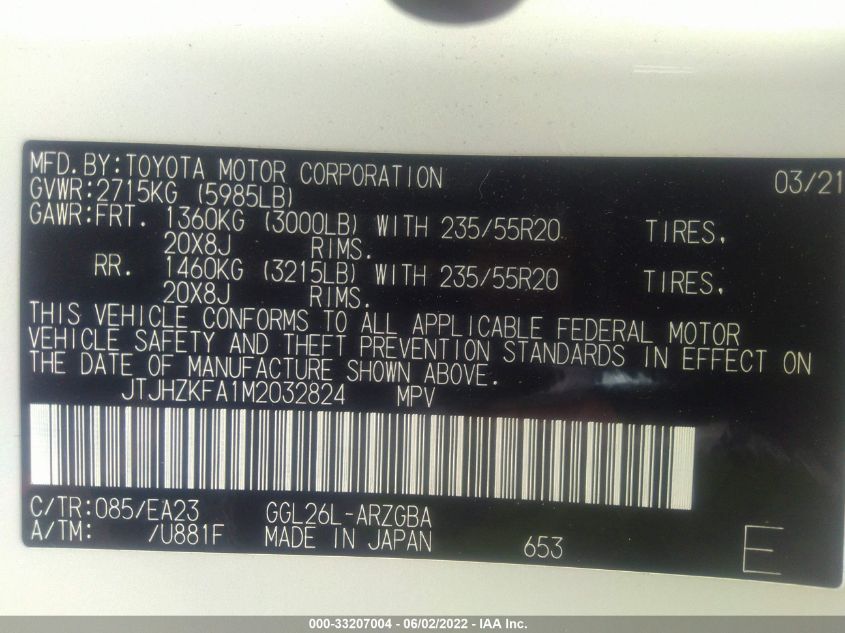 MFD.BY:TOYOTA MOTOR CORPORATION 03/21
GVWR:2715KG (5985LB)
GAWR:FRT. 1360KG (3000LB) WITH 235/55R20 TIRES,
20X8J RIMS.
RR. 1460KG (3215LB) WITH 235/55R20 TIRES,
20X8J RIMS.
THIS VEHICLE CONFORMS TO ALL APPLICABLE FEDERAL MOTOR
VEHICLE SAFETY AND THEFT PREVENTION STANDARDS IN EFFECT ON
THE DATE OF MANUFACTURE SHOWN ABOVE.
JTJHZKFA1M2032824 MPV
C/TR:085/EA23 GGL26L-ARZGBA
A/TM: /U881F MADE IN JAPAN 653 E
000-33207004 - 06/02/2022 - IAA Inc.